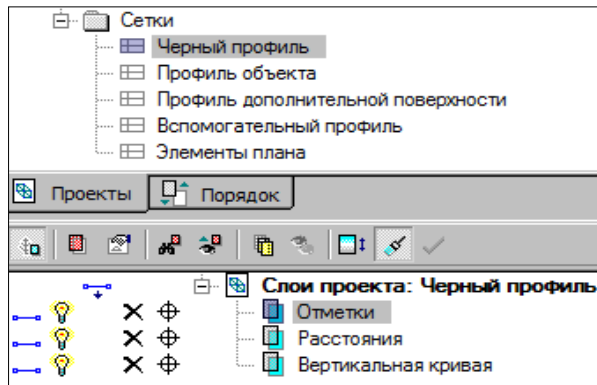 Сетки
Черный профиль
Профиль объекта
Профиль дополнительной поверхности
Вспомогательный профиль
Элементы плана
Проекты Порядок
Слои проекта: Черный профиль
Отметки
Расстояния
Вертикальная кривая